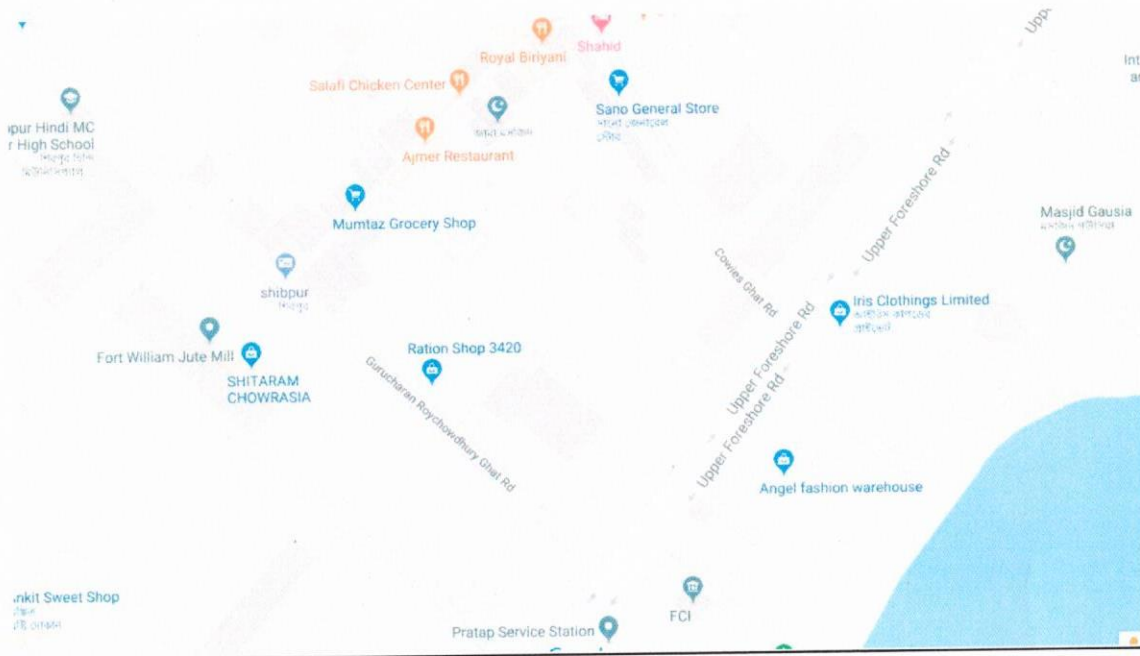 Upp
Royal Biriyani
Shahid
Salafi Chicken Center
Int
Sano General Store
Ajmer Restaurant
ipur Hindi MC
r High School
Upper Foreshore Rd
Mumtaz Grocery Shop
Masjid Gausia
Cowies Ghat Rd
shibpur
শিবপুর
Iris Clothings Limited
Fort William Jute Mill
Ration Shop 3420
Upper Foreshore Rd
SHITARAM
CHOWRASIA
Gurucharan Roychowdhury Ghat Rd
Upper Foreshore Rd
Angel fashion warehouse
nkit Sweet Shop
FCI
Pratap Service Station